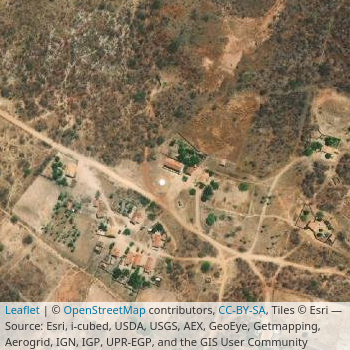 Leaflet | © OpenStreetMap contributors, CC-BY-SA, Tiles © Esri —
Source: Esri, i-cubed, USDA, USGS, AEX, GeoEye, Getmapping,
Aerogrid, IGN, IGP, UPR-EGP, and the GIS User Community